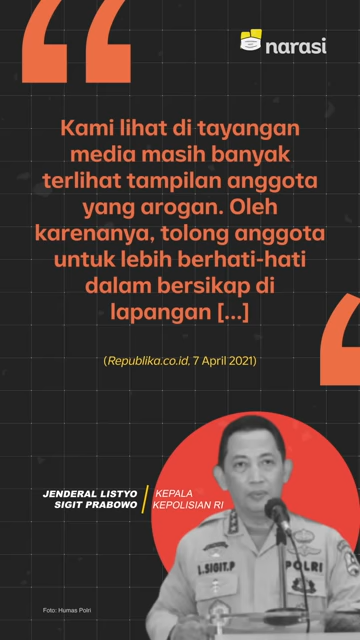 narasi
Kami lihat di tayangan
media masih banyak
terlihat tampilan anggota
yang arogan. Oleh
karenanya, tolong anggota
untuk lebih berhati-hati
dalam bersikap di
lapangan [...]
(Republika.co.id, 7 April 2021)
JENDERAL LISTYO
SIGIT PRABOWO
KEPALA
KEPOLISIAN RI
L.SIGIT.P
POLRI
Foto: Humas Polri